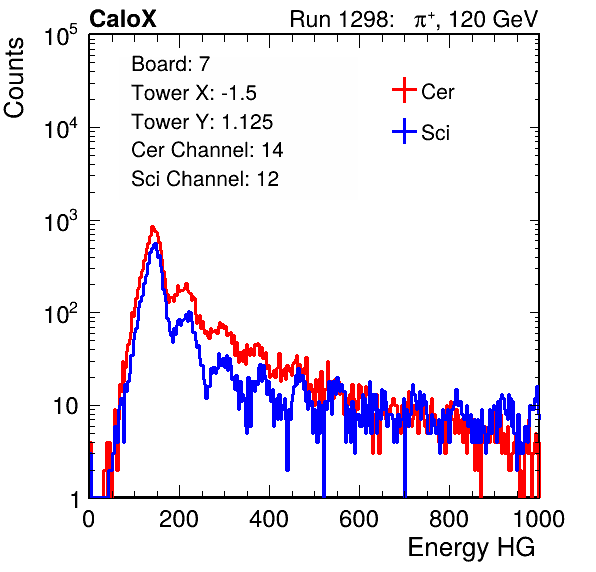 CaloX Run 1298: π⁺, 120 GeV
Counts
10⁵
10⁴
10³
10²
10
1
Board: 7
Tower X: -1.5
Tower Y: 1.125
Cer Channel: 14
Sci Channel: 12
Cer
Sci
0 200 400 600 800 1000
Energy HG